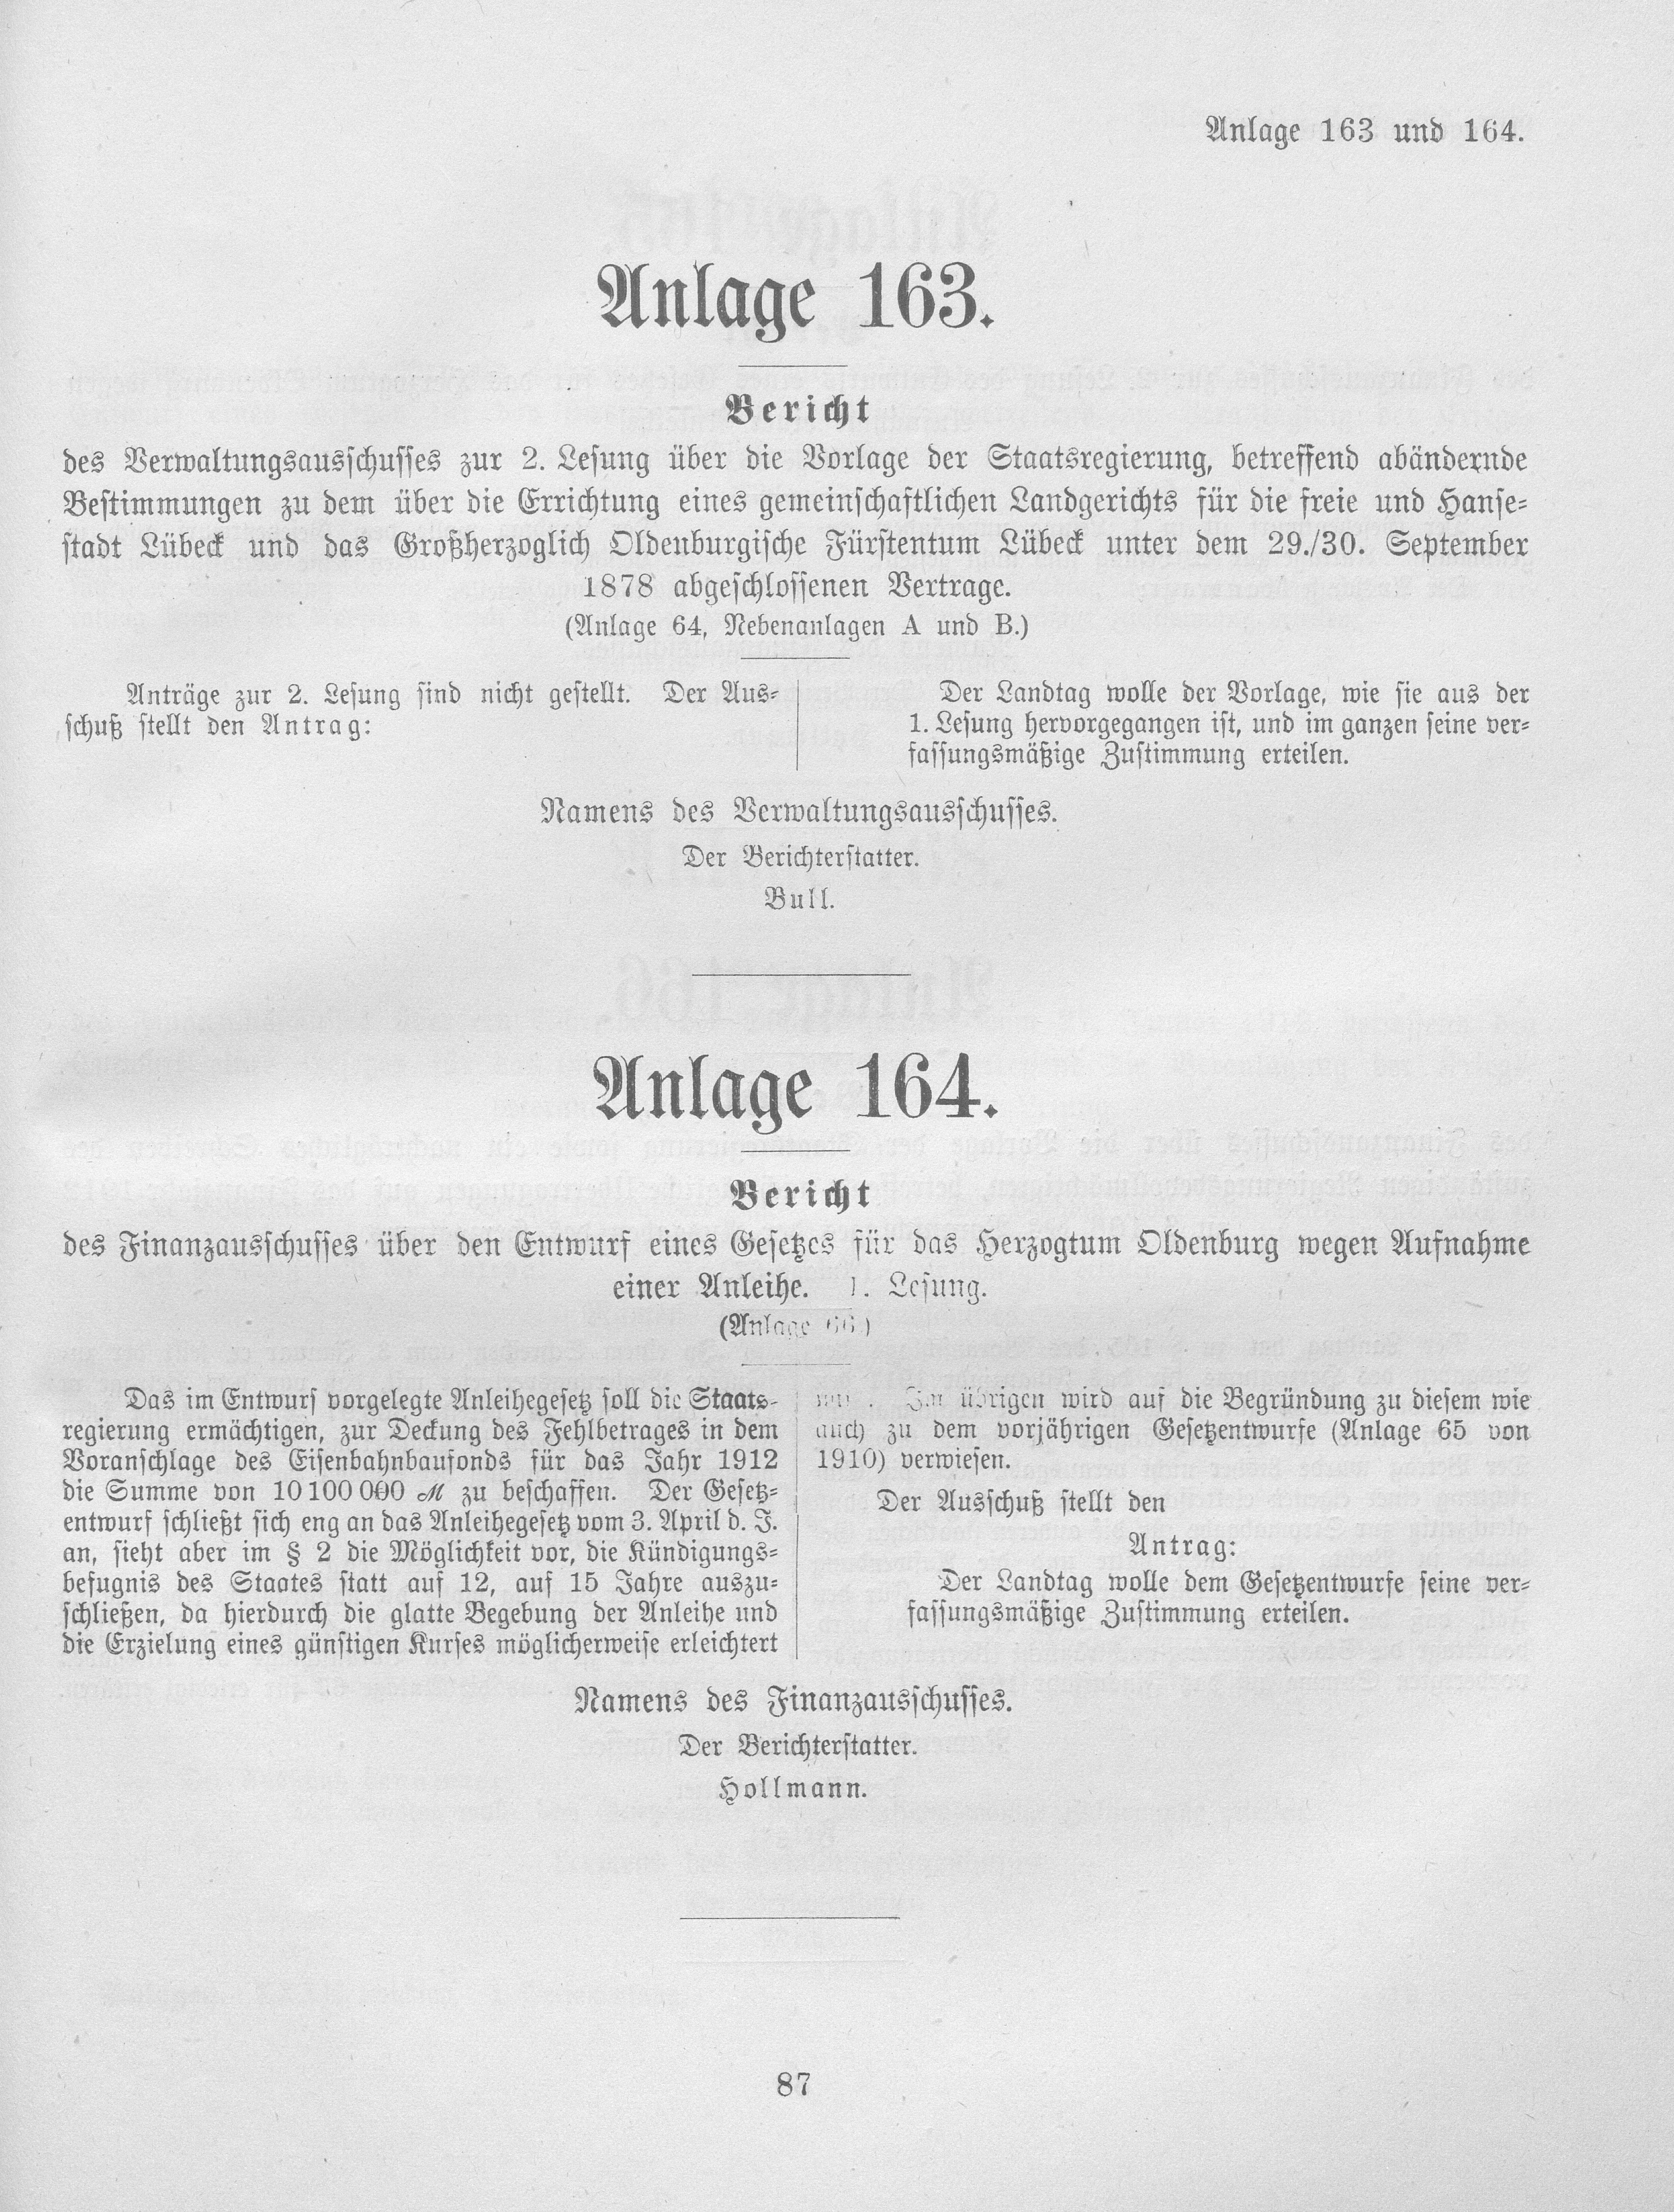 Anlage 163 und 164.
Anlage 163.
Bericht
des Verwaltungsausschusses zur 2. Lesung über die Vorlage der Staatsregierung, betreffend abändernde
Bestimmungen zu dem über die Errichtung eines gemeinschaftlichen Landgerichts für die freie und Hanse-
stadt Lübeck und das Großherzoglich Oldenburgische Fürstentum Lübeck unter dem 29./30. September
1878 abgeschlossenen Vertrage.
(Anlage 64, Nebenanlagen A und B.)
Anträge zur 2. Lesung sind nicht gestellt. Der Aus-
schuß stellt den Antrag:
Der Landtag wolle der Vorlage, wie sie aus der
1. Lesung hervorgegangen ist, und im ganzen seine ver-
fassungsmäßige Zustimmung erteilen.
Namens des Verwaltungsausschusses.
Der Berichterstatter.
Bull.
Anlage 164.
Bericht
des Finanzausschusses über den Entwurf eines Gesetzes für das Herzogtum Oldenburg wegen Aufnahme
einer Anleihe. 1. Lesung.
(Anlage 66.)
Das im Entwurf vorgelegte Anleihegesetz soll die Staats-
regierung ermächtigen, zur Deckung des Fehlbetrages in dem
Voranschlage des Eisenbahnbaufonds für das Jahr 1912
die Summe von 10 100 000 ℳ zu beschaffen. Der Gesetz-
entwurf schließt sich eng an das Anleihegesetz vom 3. April d. J.
an, sieht aber im § 2 die Möglichkeit vor, die Kündigungs-
befugnis des Staates statt auf 12, auf 15 Jahre auszu-
schließen, da hierdurch die glatte Begebung der Anleihe und
die Erzielung eines günstigen Kurses möglicherweise erleichtert
Im übrigen wird auf die Begründung zu diesem wie
auch zu dem vorjährigen Gesetzentwurfe (Anlage 65 von
1910) verwiesen.
Der Ausschuß stellt den
Antrag:
Der Landtag wolle dem Gesetzentwurfe seine ver-
fassungsmäßige Zustimmung erteilen.
Namens des Finanzausschusses.
Der Berichterstatter.
Hollmann.
87